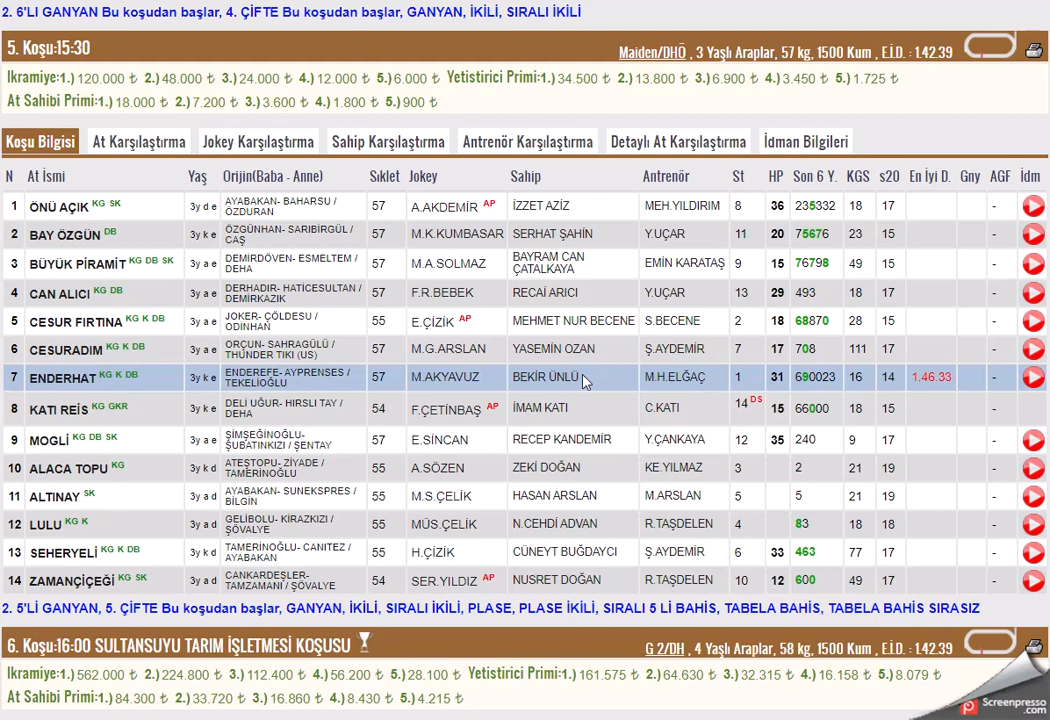 2. 6'LI GANYAN Bu koşudan başlar, 4. ÇİFTE Bu koşudan başlar, GANYAN, İKİLİ, SIRALI İKİLİ
5. Koşu:15:30 Maiden/DHÖ , 3 Yaşlı Araplar, 57 kg, 1500 Kum , E.İ.D. : 1.42.39
Ikramiye:1.) 120.000 ₺ 2.) 48.000 ₺ 3.) 24.000 ₺ 4.) 12.000 ₺ 5.) 6.000 ₺ Yetistirici Primi:1.) 34.500 ₺ 2.) 13.800 ₺ 3.) 6.900 ₺ 4.) 3.450 ₺ 5.) 1.725 ₺
At Sahibi Primi:1.) 18.000 ₺ 2.) 7.200 ₺ 3.) 3.600 ₺ 4.) 1.800 ₺ 5.) 900 ₺
Koşu Bilgisi At Karşılaştırma Jokey Karşılaştırma Sahip Karşılaştırma Antrenör Karşılaştırma Detaylı At Karşılaştırma İdman Bilgileri
N At İsmi Yaş Orijin(Baba - Anne) Sıklet Jokey Sahip Antrenör St HP Son 6 Y. KGS s20 En İyi D. Gny AGF İdm
1 ÖNÜ AÇIK KG SK 3y d e AYABAKAN- BAHARSU / ÖZDURAN 57 A.AKDEMİR AP İZZET AZİZ MEH.YILDIRIM 8 36 235332 18 17 -
2 BAY ÖZGÜN DB 3y k e ÖZGÜNHAN- SARIBİRGÜL / CAŞ 57 M.K.KUMBASAR SERHAT ŞAHİN Y.UÇAR 11 20 75676 23 15 -
3 BÜYÜK PİRAMİT KG DB SK 3y a e DEMİRDÖVEN- ESMELTEM / DEHA 57 M.A.SOLMAZ BAYRAM CAN ÇATALKAYA EMİN KARATAŞ 9 15 76798 49 15 -
4 CAN ALICI KG DB 3y a e DERHADIR- HATİCESULTAN / DEMİRKAZIK 57 F.R.BEBEK RECAİ ARICI Y.UÇAR 13 29 493 18 17 -
5 CESUR FIRTINA KG K DB 3y a e JOKER- ÇÖLDESU / ODINHAN 55 E.ÇİZİK AP MEHMET NUR BECENE S.BECENE 2 18 68870 28 15 -
6 CESURADIM KG K DB 3y a e ORÇUN- SAHRAGÜLÜ / THUNDER TIKI (US) 57 M.G.ARSLAN YASEMİN OZAN Ş.AYDEMİR 7 17 708 111 17 -
7 ENDERHAT KG K DB 3y k e ENDEREFE- AYPRENSES / TEKELİOĞLU 57 M.AKYAVUZ BEKİR ÜNLÜ M.H.ELĞAÇ 1 31 690023 16 14 1.46.33 -
8 KATI REİS KG GKR 3y k e DELİ UĞUR- HIRSLI TAY / DEHA 54 F.ÇETİNBAŞ AP İMAM KATI C.KATI 14 DS 15 66000 18 15 -
9 MOGLİ KG DB SK 3y a e ŞİMŞEĞİNOĞLU- ŞUBATINKIZI / ŞENTAY 57 E.SİNCAN RECEP KANDEMİR Y.ÇANKAYA 12 35 240 9 17 -
10 ALACA TOPU KG 3y k d ATEŞTOPU- ZİYADE / TAMERİNOĞLU 55 A.SÖZEN ZEKİ DOĞAN KE.YILMAZ 3 2 21 19 -
11 ALTINAY SK 3y a d AYABAKAN- SUNEKSPRES / BİLGİN 55 M.S.ÇELİK HASAN ARSLAN M.ARSLAN 5 5 21 19 -
12 LULU KG K 3y a d GELİBOLU- KİRAZKIZI / ŞÖVALYE 55 MÜS.ÇELİK N.CEHDİ ADVAN R.TAŞDELEN 4 83 18 18 -
13 SEHERYELİ KG K DB 3y k d TAMERİNOĞLU- CANITEZ / AYABAKAN 55 H.ÇİZİK CÜNEYT BUĞDAYCI Ş.AYDEMİR 6 33 463 77 17 -
14 ZAMANÇİÇEĞİ KG SK 3y a d CANKARDEŞLER- TAMZAMANI / ŞÖVALYE 54 SER.YILDIZ AP NUSRET DOĞAN R.TAŞDELEN 10 12 600 49 17 -
2. 5'Lİ GANYAN, 5. ÇİFTE Bu koşudan başlar, GANYAN, İKİLİ, SIRALI İKİLİ, PLASE, PLASE İKİLİ, SIRALI 5 Lİ BAHİS, TABELA BAHİS, TABELA BAHİS SIRASIZ
6. Koşu:16:00 SULTANSUYU TARIM İŞLETMESİ KOŞUSU G 2/DH , 4 Yaşlı Araplar, 58 kg, 1500 Kum, E.İ.D. : 1.42.39
Ikramiye:1.) 562.000 ₺ 2.) 224.800 ₺ 3.) 112.400 ₺ 4.) 56.200 ₺ 5.) 28.100 ₺ Yetistirici Primi:1.) 161.575 ₺ 2.) 64.630 ₺ 3.) 32.315 ₺ 4.) 16.158 ₺ 5.) 8.079 ₺
At Sahibi Primi:1.) 84.300 ₺ 2.) 33.720 ₺ 3.) 16.860 ₺ 4.) 8.430 ₺ 5.) 4.215 ₺
Screenpresso
.com